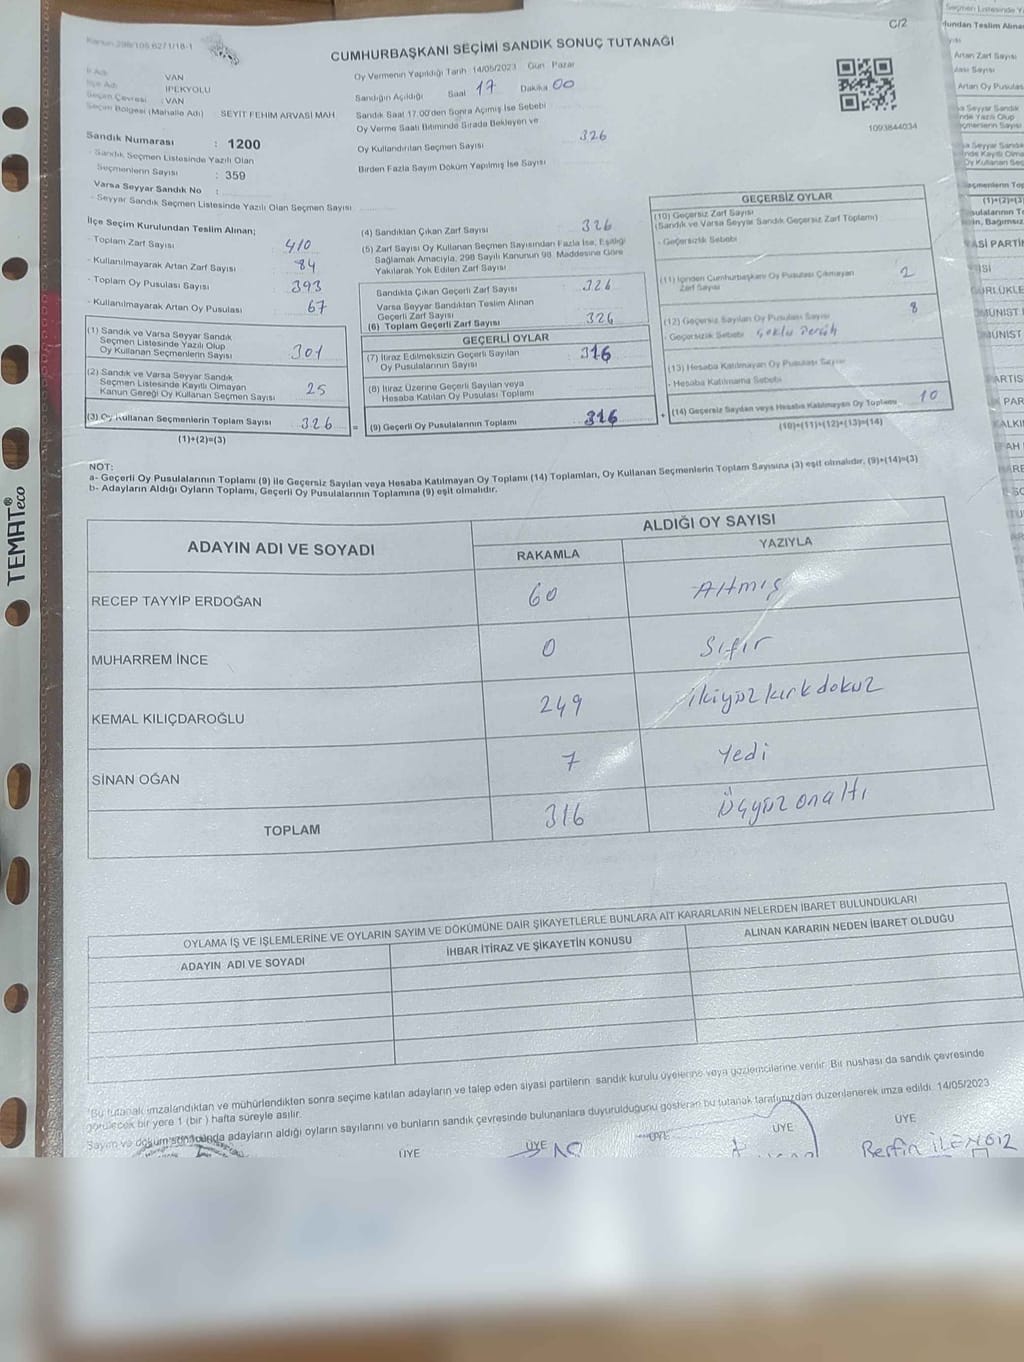 C/2
Kanun 298/105,6271/18-1
CUMHURBAŞKANI SEÇİMİ SANDIK SONUÇ TUTANAĞI
Oy Vermenin Yapıldığı Tarih :14/05/2023 Gün Pazar
İl Adı VAN
İlçe Adı İPEKYOLU
Seçim Çevresi : VAN
Seçim Bölgesi (Mahalle Adı) SEYİT FEHİM ARVASİ MAH
Sandığın Açıldığı Saat 17 Dakika 00
Sandık Saat 17.00'den Sonra Açımış İse Sebebi
Oy Verme Saati Bitiminde Sırada Bekleyen ve
Oy Kullandırılan Seçmen Sayısı 326
Birden Fazla Sayım Döküm Yapılmış İse Sayısı
1093844034
Sandık Numarası : 1200
- Sandık Seçmen Listesinde Yazılı Olan
Seçmenlerin Sayısı : 359
Varsa Seyyar Sandık No :
- Seyyar Sandık Seçmen Listesinde Yazılı Olan Seçmen Sayısı
İlçe Seçim Kurulundan Teslim Alınan;
- Toplam Zarf Sayısı 410
- Kullanılmayarak Artan Zarf Sayısı 84
- Toplam Oy Pusulası Sayısı 393
- Kullanılmayarak Artan Oy Pusulası 67
(1) Sandık ve Varsa Seyyar Sandık
Seçmen Listesinde Yazılı Olup
Oy Kullanan Seçmenlerin Sayısı 301
(2) Sandık ve Varsa Seyyar Sandık
Seçmen Listesinde Kayıtlı Olmayan
Kanun Gereği Oy Kullanan Seçmen Sayısı 25
(3) Oy Kullanan Seçmenlerin Toplam Sayısı 326
(1)+(2)=(3)
(4) Sandıktan Çıkan Zarf Sayısı 326
(5) Zarf Sayısı Oy Kullanan Seçmen Sayısından Fazla İse, Eşitliği
Sağlamak Amacıyla, 298 Sayılı Kanunun 98. Maddesine Göre
Yakılarak Yok Edilen Zarf Sayısı
Sandıkta Çıkan Geçerli Zarf Sayısı 326
Varsa Seyyar Sandıktan Teslim Alınan
Geçerli Zarf Sayısı
(6) Toplam Geçerli Zarf Sayısı 326
GEÇERLİ OYLAR
(7) İtiraz Edilmeksizin Geçerli Sayılan
Oy Pusulalarının Sayısı 316
(8) İtiraz Üzerine Geçerli Sayılan veya
Hesaba Katılan Oy Pusulası Toplamı
= (9) Geçerli Oy Pusulalarının Toplamı 316
GEÇERSİZ OYLAR
(10) Geçersiz Zarf Sayısı
(Sandık ve Varsa Seyyar Sandık Geçersiz Zarf Toplamı)
- Geçersizlik Sebebi
(11) İçinden Cumhurbaşkanı Oy Pusulası Çıkmayan
Zarf Sayısı 2
(12) Geçersiz Sayılan Oy Pusulası Sayısı 8
- Geçersizlik Sebebi
(13) Hesaba Katılmayan Oy Pusulası Sayısı
- Hesaba Katılmama Sebebi
+ (14) Geçersiz Sayılan veya Hesaba Katılmayan Oy Toplamı 10
(10)+(11)+(12)+(13)=(14)
NOT:
a- Geçerli Oy Pusulalarının Toplamı (9) ile Geçersiz Sayılan veya Hesaba Katılmayan Oy Toplamı (14) Toplamları, Oy Kullanan Seçmenlerin Toplam Sayısına (3) eşit olmalıdır. (9)+(14)=(3)
b- Adayların Aldığı Oyların Toplamı, Geçerli Oy Pusulalarının Toplamına (9) eşit olmalıdır.
ADAYIN ADI VE SOYADI ALDIĞI OY SAYISI
RAKAMLA YAZIYLA
RECEP TAYYİP ERDOĞAN 60 Altmış
MUHARREM İNCE 0 Sıfır
KEMAL KILIÇDAROĞLU 249 ikiyüz kırk dokuz
SİNAN OĞAN 7 Yedi
TOPLAM 316 Üçyüz onaltı
OYLAMA İŞ VE İŞLEMLERİNE VE OYLARIN SAYIM VE DÖKÜMÜNE DAİR ŞİKAYETLERLE BUNLARA AİT KARARLARIN NELERDEN İBARET BULUNDUKLARI
ADAYIN ADI VE SOYADI İHBAR İTİRAZ VE ŞİKAYETİN KONUSU ALINAN KARARIN NEDEN İBARET OLDUĞU
*Bu tutanak imzalandıktan ve mühürlendikten sonra seçime katılan adayların ve talep eden siyasi partilerin sandık kurulu üyelerine veya gözlemcilerine verilir. Bir nüshası da sandık çevresinde
görülecek bir yere 1 (bir ) hafta süreyle asılır.
Sayım ve döküm sonucunda adayların aldığı oyların sayılarını ve bunların sandık çevresinde bulunanlara duyurulduğunu gösteren bu tutanak tarafımızdan düzenlenerek imza edildi. 14/05/2023
ÜYE ÜYE ÜYE ÜYE ÜYE
TEMAT® eco